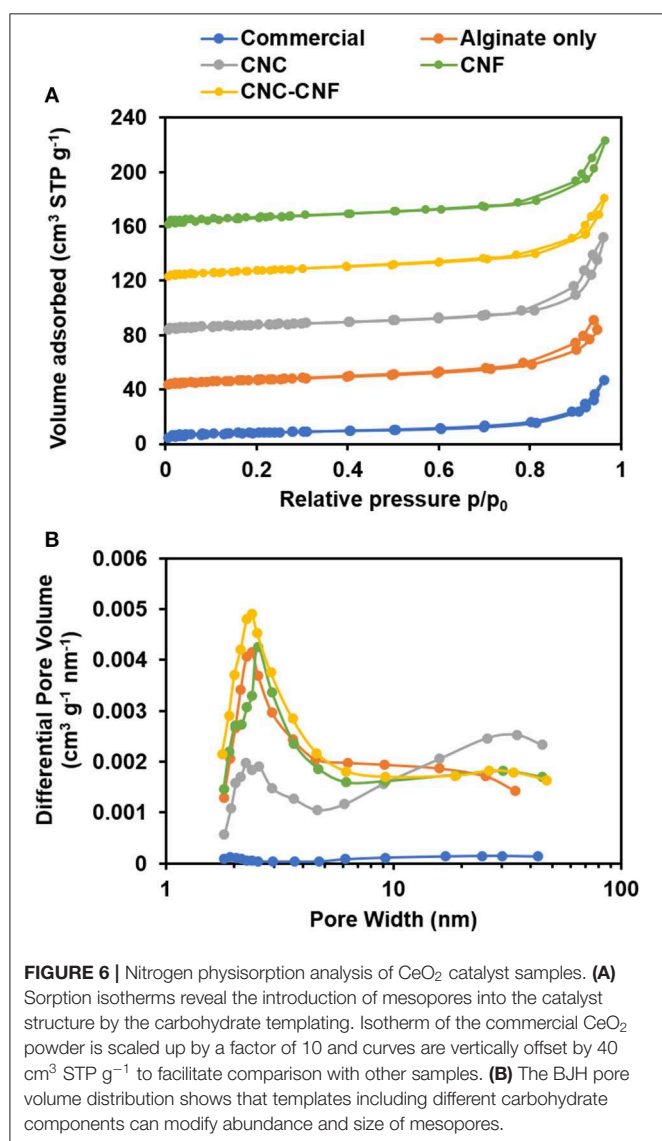 Commercial Alginate only
CNC CNF
CNC-CNF
A
240
200
160
120
80
40
0
0 0.2 0.4 0.6 0.8 1
Volume adsorbed (cm³ STP g⁻¹)
Relative pressure p/p₀
B
0.006
0.005
0.004
0.003
0.002
0.001
0
1 10 100
Differential Pore Volume
(cm³ g⁻¹ nm⁻¹)
Pore Width (nm)
FIGURE 6 | Nitrogen physisorption analysis of CeO₂ catalyst samples. (A)
Sorption isotherms reveal the introduction of mesopores into the catalyst
structure by the carbohydrate templating. Isotherm of the commercial CeO₂
powder is scaled up by a factor of 10 and curves are vertically offset by 40
cm³ STP g⁻¹ to facilitate comparison with other samples. (B) The BJH pore
volume distribution shows that templates including different carbohydrate
components can modify abundance and size of mesopores.